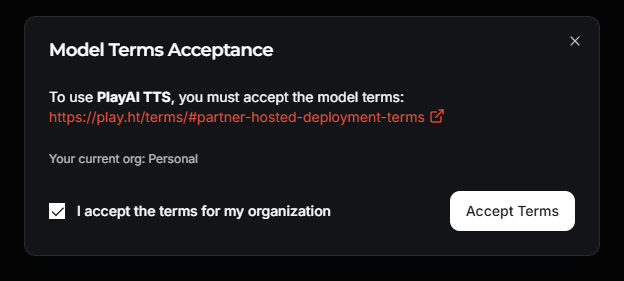 Model Terms Acceptance
To use PlayAI TTS, you must accept the model terms:
https://play.ht/terms/#partner-hosted-deployment-terms
Your current org: Personal
I accept the terms for my organization
Accept Terms